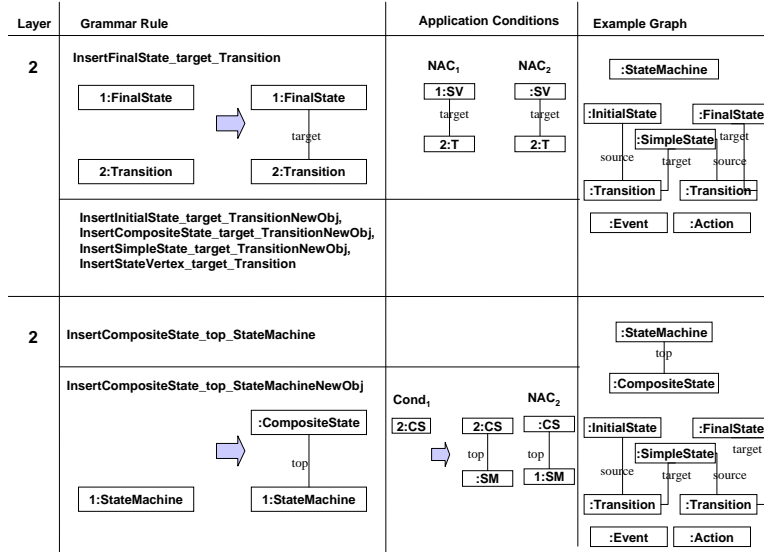 Layer Grammar Rule Application Conditions Example Graph
2
InsertFinalState_target_Transition
1:FinalState 1:FinalState
target
2:Transition 2:Transition
NAC1 NAC2
1:SV :SV
target target
2:T 2:T
:StateMachine
:InitialState :FinalState
:SimpleState target
source target source
:Transition :Transition
:Event :Action
InsertInitialState_target_TransitionNewObj,
InsertCompositeState_target_TransitionNewObj,
InsertSimpleState_target_TransitionNewObj,
InsertStateVertex_target_Transition
2
InsertCompositeState_top_StateMachine
InsertCompositeState_top_StateMachineNewObj
:CompositeState
top
1:StateMachine 1:StateMachine
Cond1 NAC2
2:CS 2:CS :CS
top top
:SM 1:SM
:StateMachine
top
:CompositeState
:InitialState :FinalState
:SimpleState target
source target source
:Transition :Transition
:Event :Action